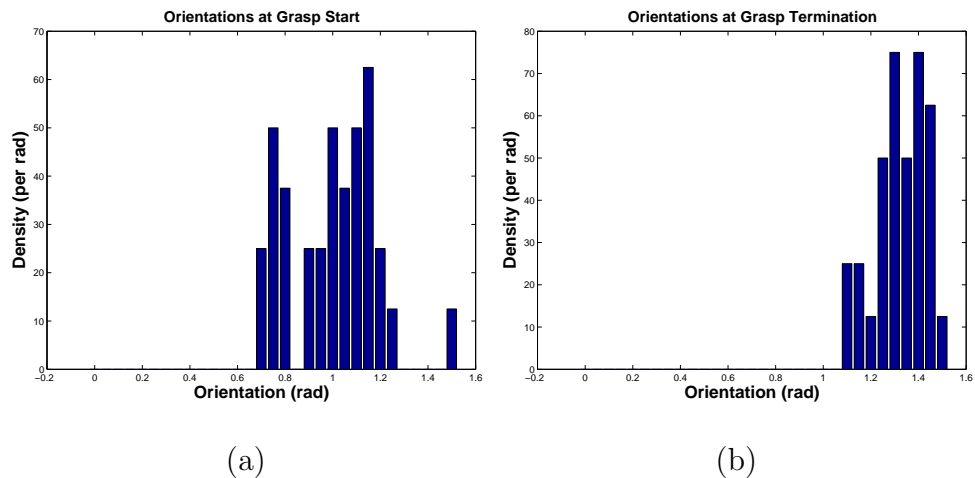 Orientations at Grasp Start
70
60
50
40
30
20
10
0
Density (per rad)
−0.2 0 0.2 0.4 0.6 0.8 1 1.2 1.4 1.6
Orientation (rad)
(a)
Orientations at Grasp Termination
80
70
60
50
40
30
20
10
0
Density (per rad)
−0.2 0 0.2 0.4 0.6 0.8 1 1.2 1.4 1.6
Orientation (rad)
(b)